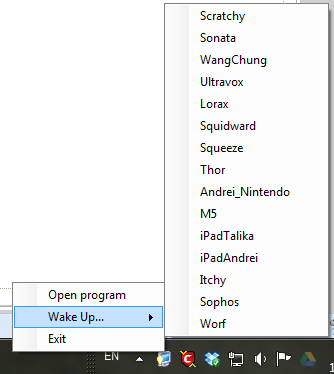 Scratchy
Sonata
WangChung
Ultravox
Lorax
Squidward
Squeeze
Thor
Andrei_Nintendo
M5
iPadTalika
iPadAndrei
Itchy
Sophos
Worf
Open program
Wake Up...
Exit
EN